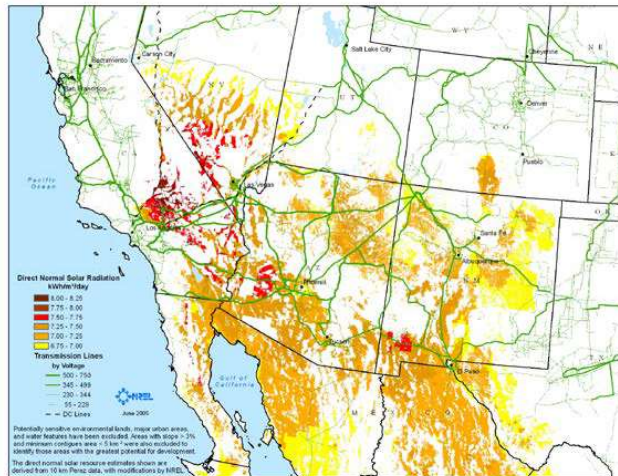 Carson City
Sacramento
San Francisco
Salt Lake City
Cheyenne
Denver
Pueblo
W Y
N E
N V
U T
C O
C A
Pacific
Ocean
Las Vegas
Los Angeles
Santa Fe
Albuquerque
N M
O K
Phoenix
Tucson
El Paso
T X
Gulf of
California
M E X I C O
Direct Normal Solar Radiation
kWh/m²/day
8.00 - 8.25
7.75 - 8.00
7.50 - 7.75
7.25 - 7.50
7.00 - 7.25
6.75 - 7.00
Transmission Lines
by Voltage
500 - 750
345 - 499
230 - 344
55 - 229
DC Lines
NREL
June 2005
Potentially sensitive environmental lands, major urban areas,
and water features have been excluded. Areas with slope > 3%
and minimum contigues area < 5 km² were also excluded to
identify those areas with the greatest potential for development.
The direct normal solar resource estimates shown are
derived from 10 km Perez data, with modifications by NREL.